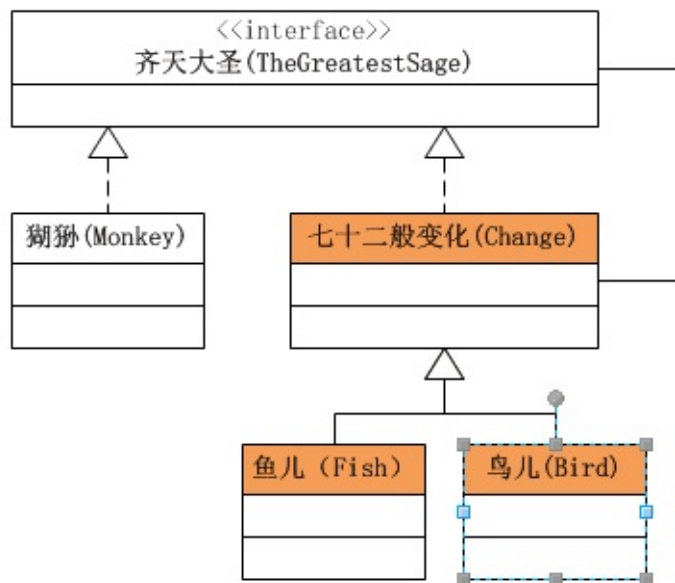 <<interface>>
齐天大圣(TheGreatestSage)
猢狲(Monkey)
七十二般变化(Change)
鱼儿（Fish）
鸟儿(Bird)